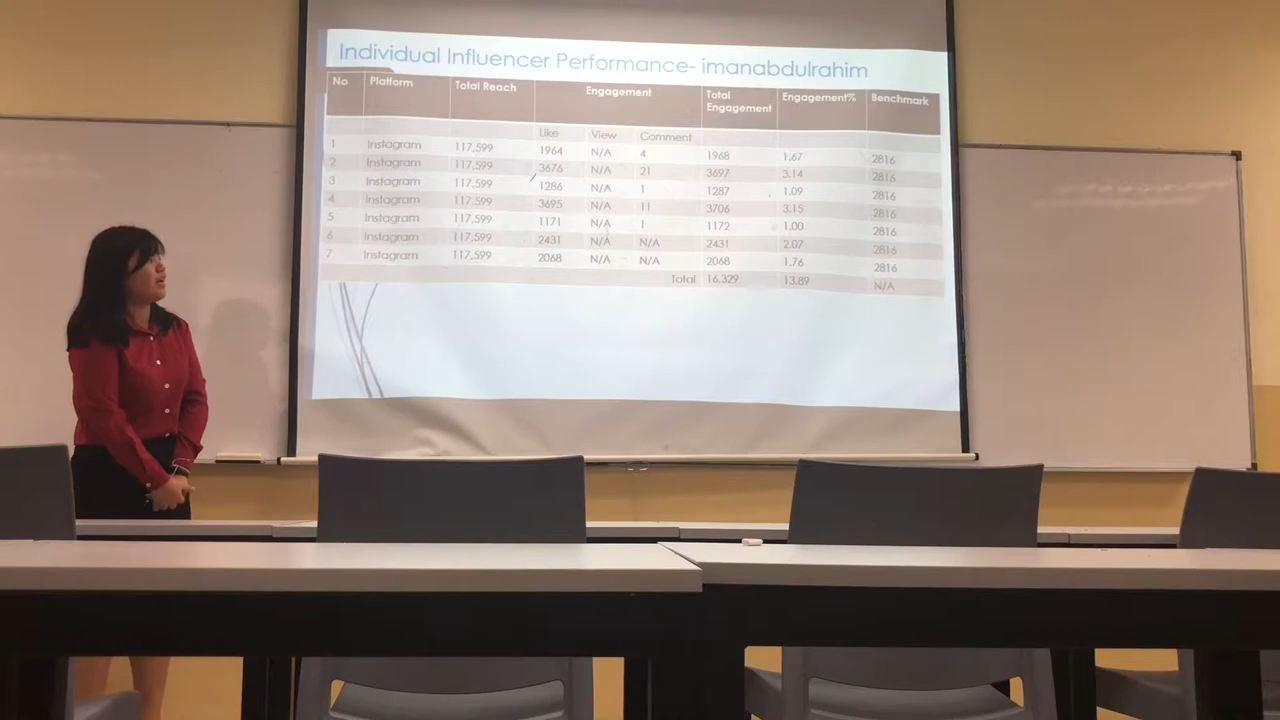 Individual Influencer Performance- imanabdulrahim
No Platform Total Reach Engagement Total Engagement Engagement% Benchmark
Like View Comment
1 Instagram 117,599 1964 N/A 4 1968 1.67 2816
2 Instagram 117,599 3676 N/A 21 3697 3.14 2816
3 Instagram 117,599 1286 N/A 1 1287 1.09 2816
4 Instagram 117,599 3695 N/A 11 3706 3.15 2816
5 Instagram 117,599 1171 N/A 1 1172 1.00 2816
6 Instagram 117,599 2431 N/A N/A 2431 2.07 2816
7 Instagram 117,599 2068 N/A N/A 2068 1.76 2816
Total 16,329 13.89 N/A